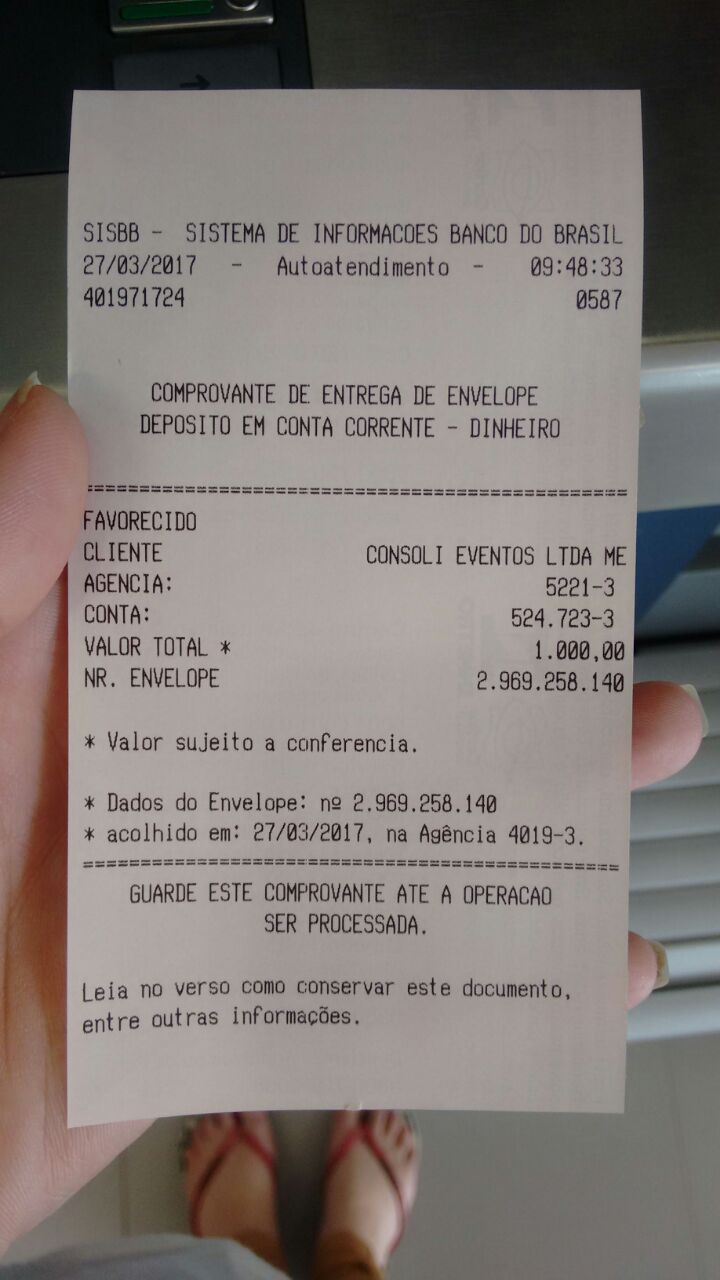 SISBB - SISTEMA DE INFORMACOES BANCO DO BRASIL
27/03/2017 - Autoatendimento - 09:48:33
401971724 0587
COMPROVANTE DE ENTREGA DE ENVELOPE
DEPOSITO EM CONTA CORRENTE - DINHEIRO
================================================
FAVORECIDO
CLIENTE CONSOLI EVENTOS LTDA ME
AGENCIA: 5221-3
CONTA: 524.723-3
VALOR TOTAL * 1.000,00
NR. ENVELOPE 2.969.258.140
* Valor sujeito a conferencia.
* Dados do Envelope: nº 2.969.258.140
* acolhido em: 27/03/2017, na Agência 4019-3.
================================================
GUARDE ESTE COMPROVANTE ATE A OPERACAO
SER PROCESSADA.
Leia no verso como conservar este documento,
entre outras informações.